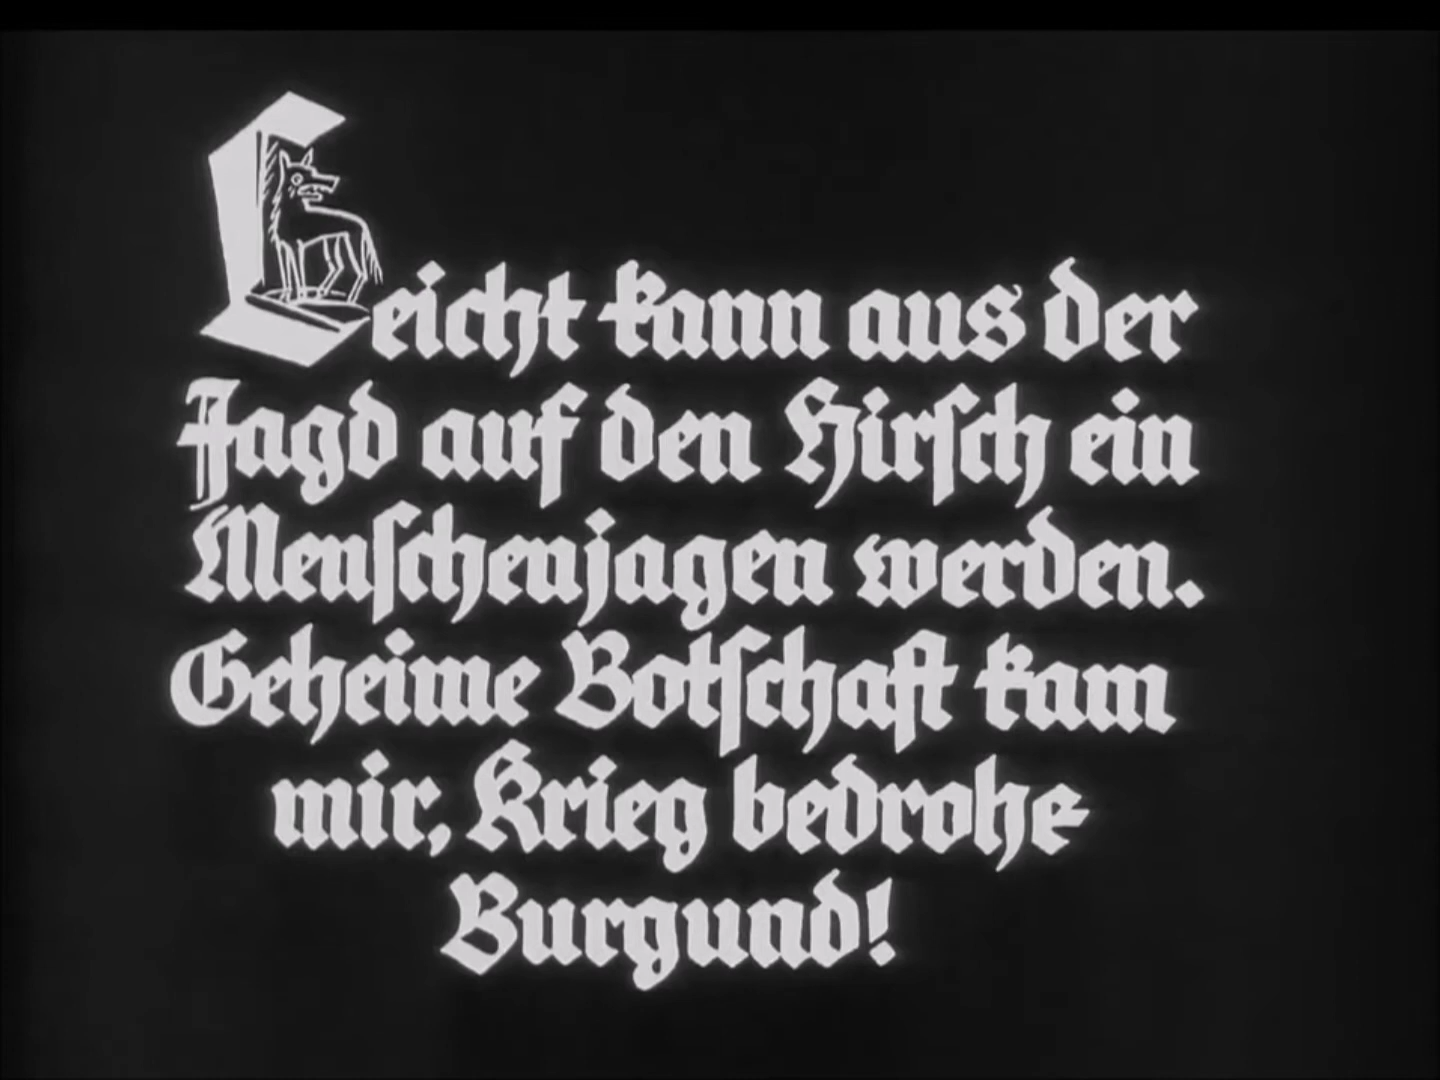 Leicht kann aus der
Jagd auf den Hirſch ein
Menſchenjagen werden.
Geheime Botſchaft kam
mir, Krieg bedrohe
Burgund!